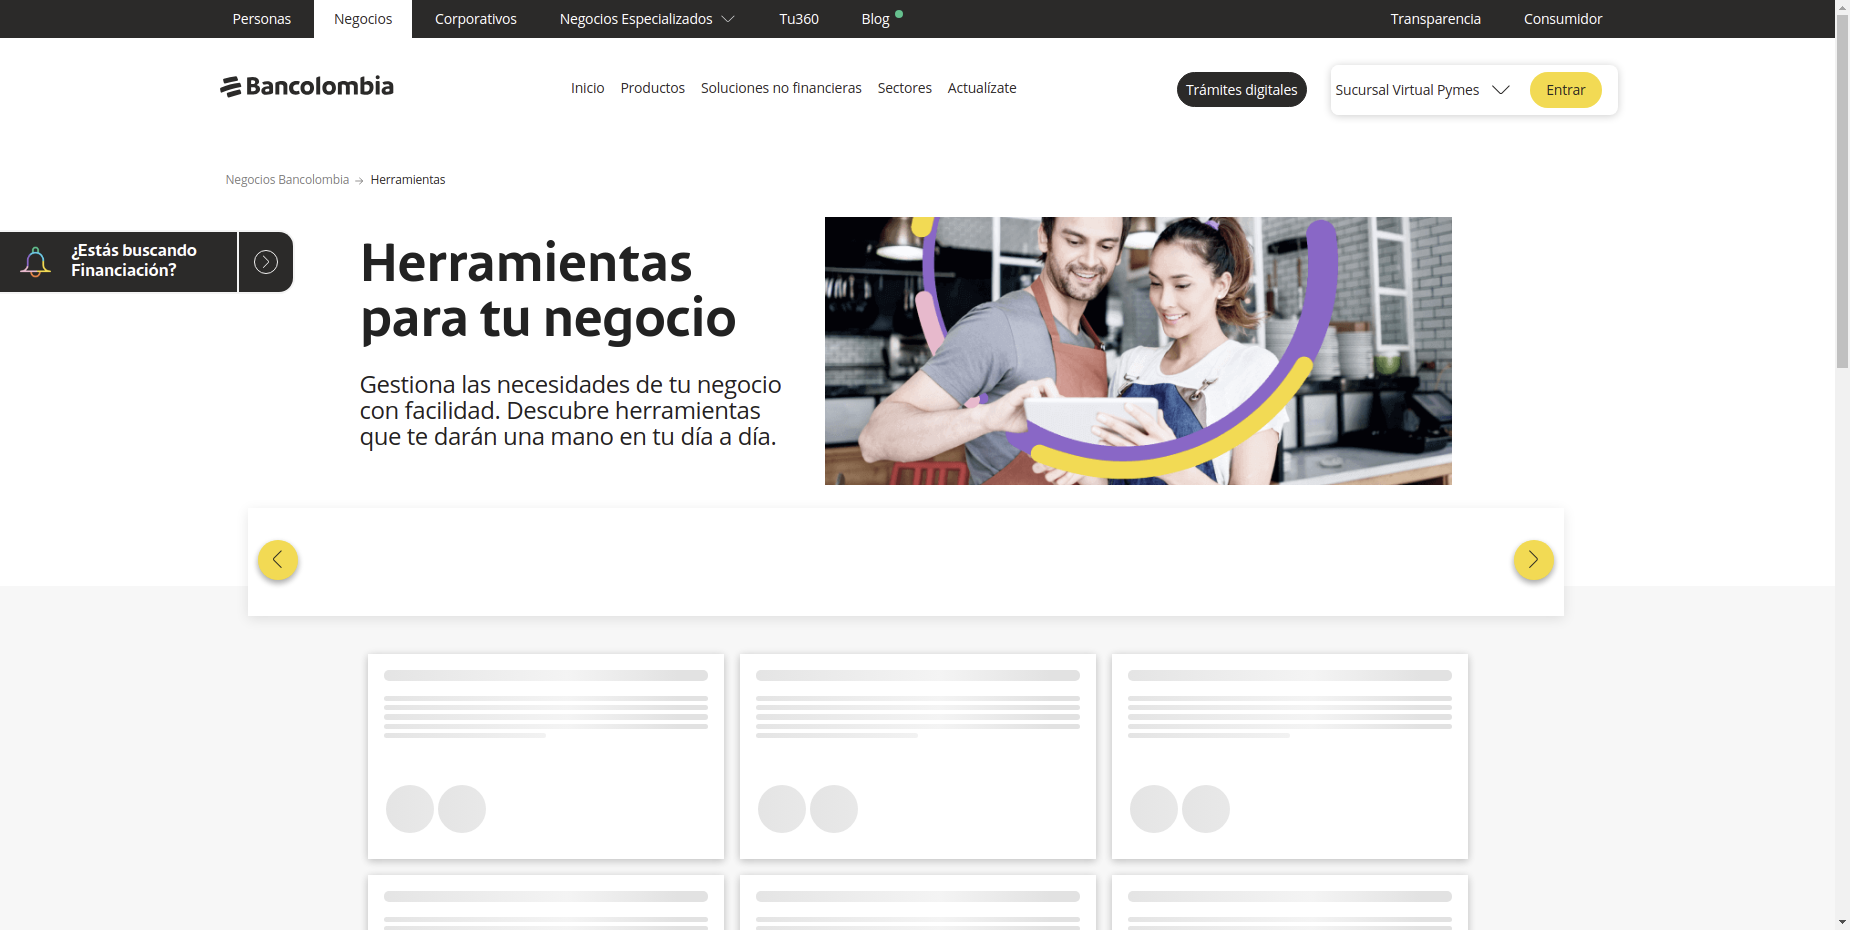 Personas
Negocios
Corporativos
Negocios Especializados
Tu360
Blog
Transparencia
Consumidor
Bancolombia
Inicio
Productos
Soluciones no financieras
Sectores
Actualízate
Trámites digitales
Sucursal Virtual Pymes
Entrar
Negocios Bancolombia → Herramientas
¿Estás buscando
Financiación?
Herramientas
para tu negocio
Gestiona las necesidades de tu negocio
con facilidad. Descubre herramientas
que te darán una mano en tu día a día.